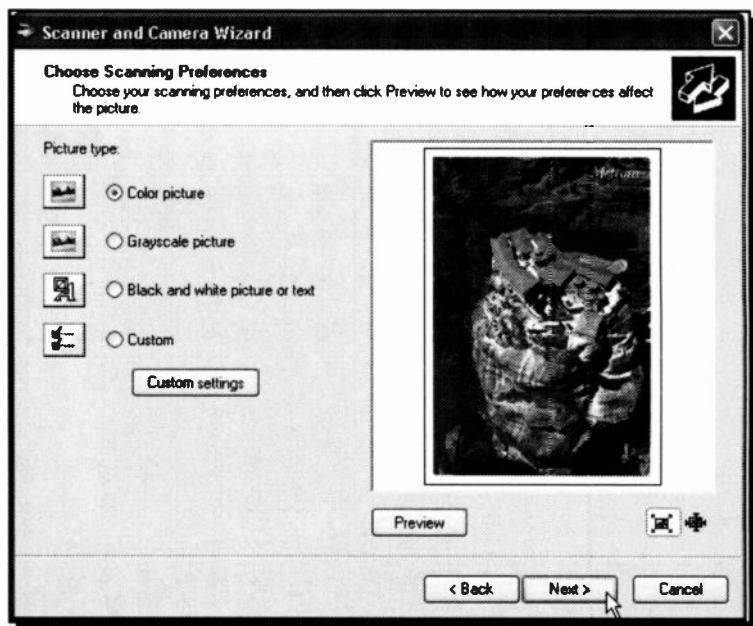 Scanner and Camera Wizard
Choose Scanning Preferences
Choose your scanning preferences, and then click Preview to see how your preferences affect
the picture.
Picture type:
Color picture
Grayscale picture
Black and white picture or text
Custom
Custom settings
Preview
< Back
Next >
Cancel